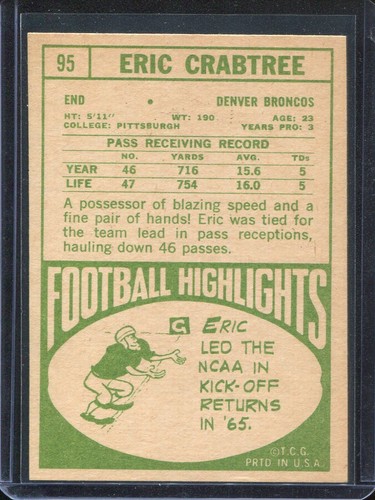 95 ERIC CRABTREE
END • DENVER BRONCOS
HT: 5'11" WT: 190 AGE: 23
COLLEGE: PITTSBURGH YEARS PRO: 3
PASS RECEIVING RECORD
NO. YARDS AVG. TDs
YEAR 46 716 15.6 5
LIFE 47 754 16.0 5
A possessor of blazing speed and a
fine pair of hands! Eric was tied for
the team lead in pass receptions,
hauling down 46 passes.
FOOTBALL HIGHLIGHTS
G ERIC
LED THE
NCAA IN
KICK-OFF
RETURNS
IN '65.
©T.C.G.
PRTD IN U.S.A.